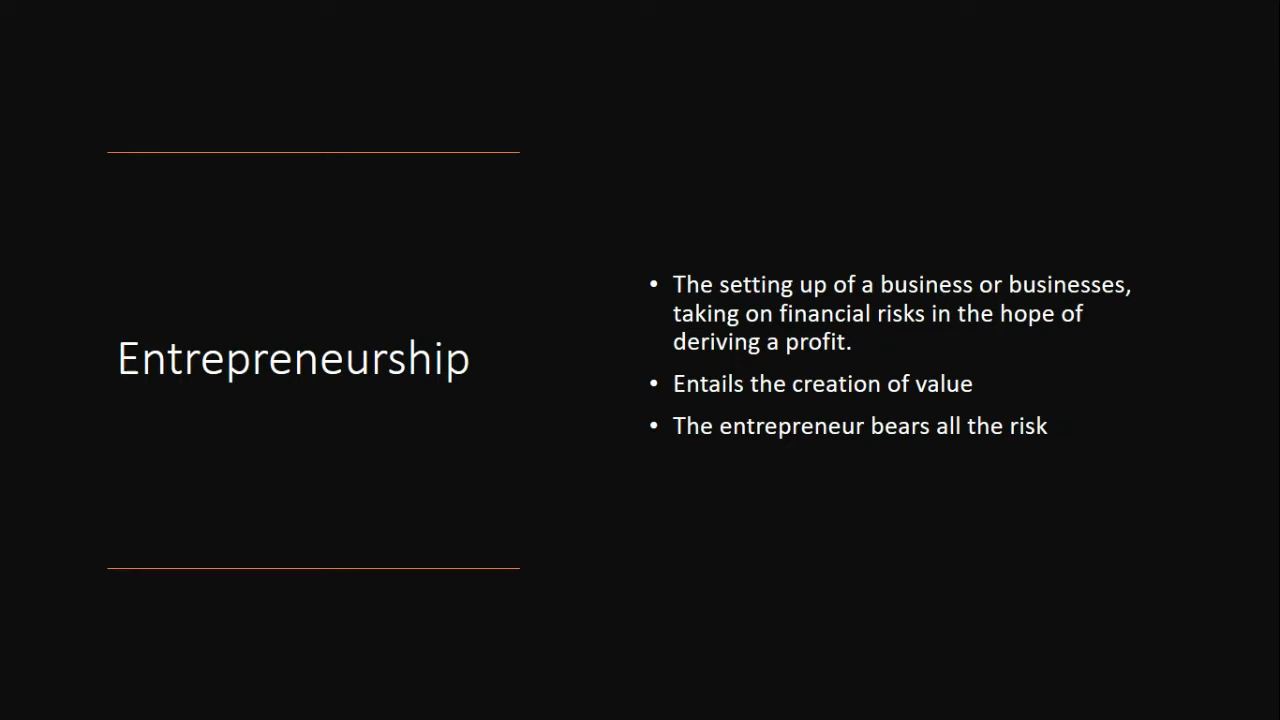 Entrepreneurship
• The setting up of a business or businesses,
taking on financial risks in the hope of
deriving a profit.
• Entails the creation of value
• The entrepreneur bears all the risk